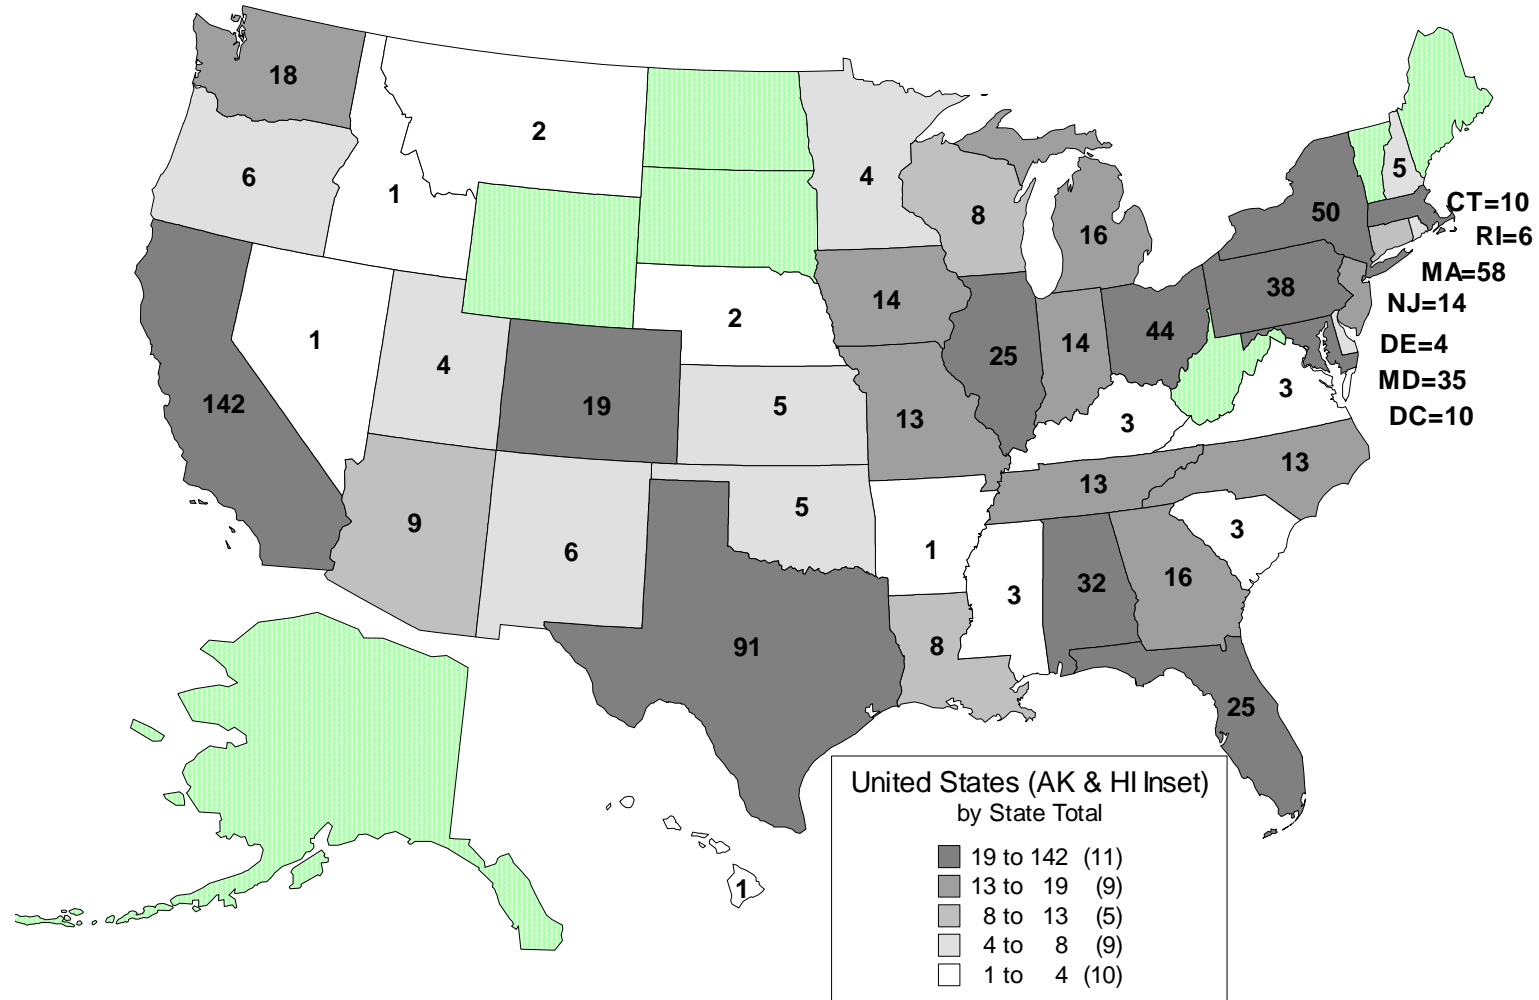 18
2
6
1
4
8
16
5
50
CT=10
RI=6
MA=58
38
NJ=14
14
2
1
4
25
14
44
DE=4
MD=35
DC=10
142
19
5
13
3
3
9
6
5
13
13
1
3
32
16
3
91
8
25
1
United States (AK & HI Inset)
by State Total
19 to 142 (11)
13 to 19 (9)
8 to 13 (5)
4 to 8 (9)
1 to 4 (10)